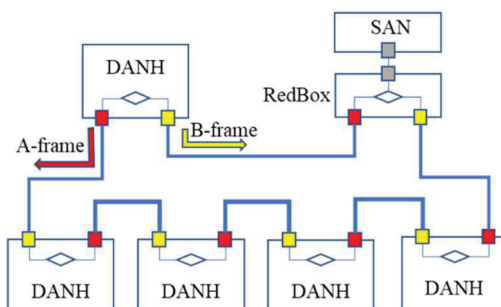 SAN
DANH
RedBox
A-frame
B-frame
DANH
DANH
DANH
DANH